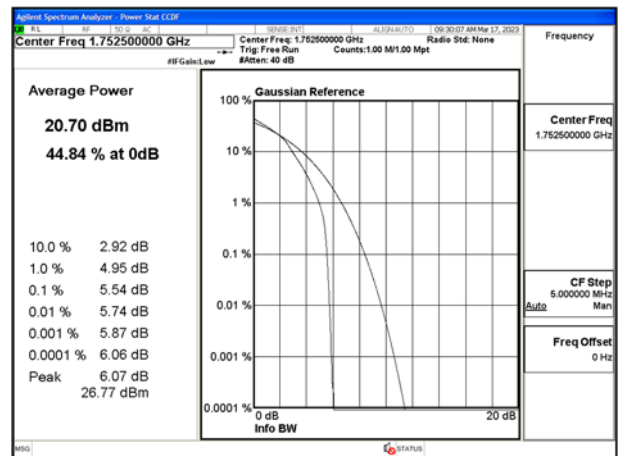 Agilent Spectrum Analyzer - Power Stat CCDF
RL RF 50 Ω AC SENSE:INT ALIGN AUTO 09:30:07 AM Mar 17, 2023
Center Freq 1.752500000 GHz
Center Freq: 1.752500000 GHz Radio Std: None
Trig: Free Run Counts:1.00 M/1.00 Mpt
#IFGain:Low #Atten: 40 dB
Frequency
Average Power
20.70 dBm
44.84 % at 0dB
10.0 % 2.92 dB
1.0 % 4.95 dB
0.1 % 5.54 dB
0.01 % 5.74 dB
0.001 % 5.87 dB
0.0001 % 6.06 dB
Peak 6.07 dB
26.77 dBm
Gaussian Reference
100 %
10 %
1 %
0.1 %
0.01 %
0.001 %
0.0001 %
0 dB 20 dB
Info BW
Center Freq
1.752500000 GHz
CF Step
5.000000 MHz
Auto Man
Freq Offset
0 Hz
MSG STATUS